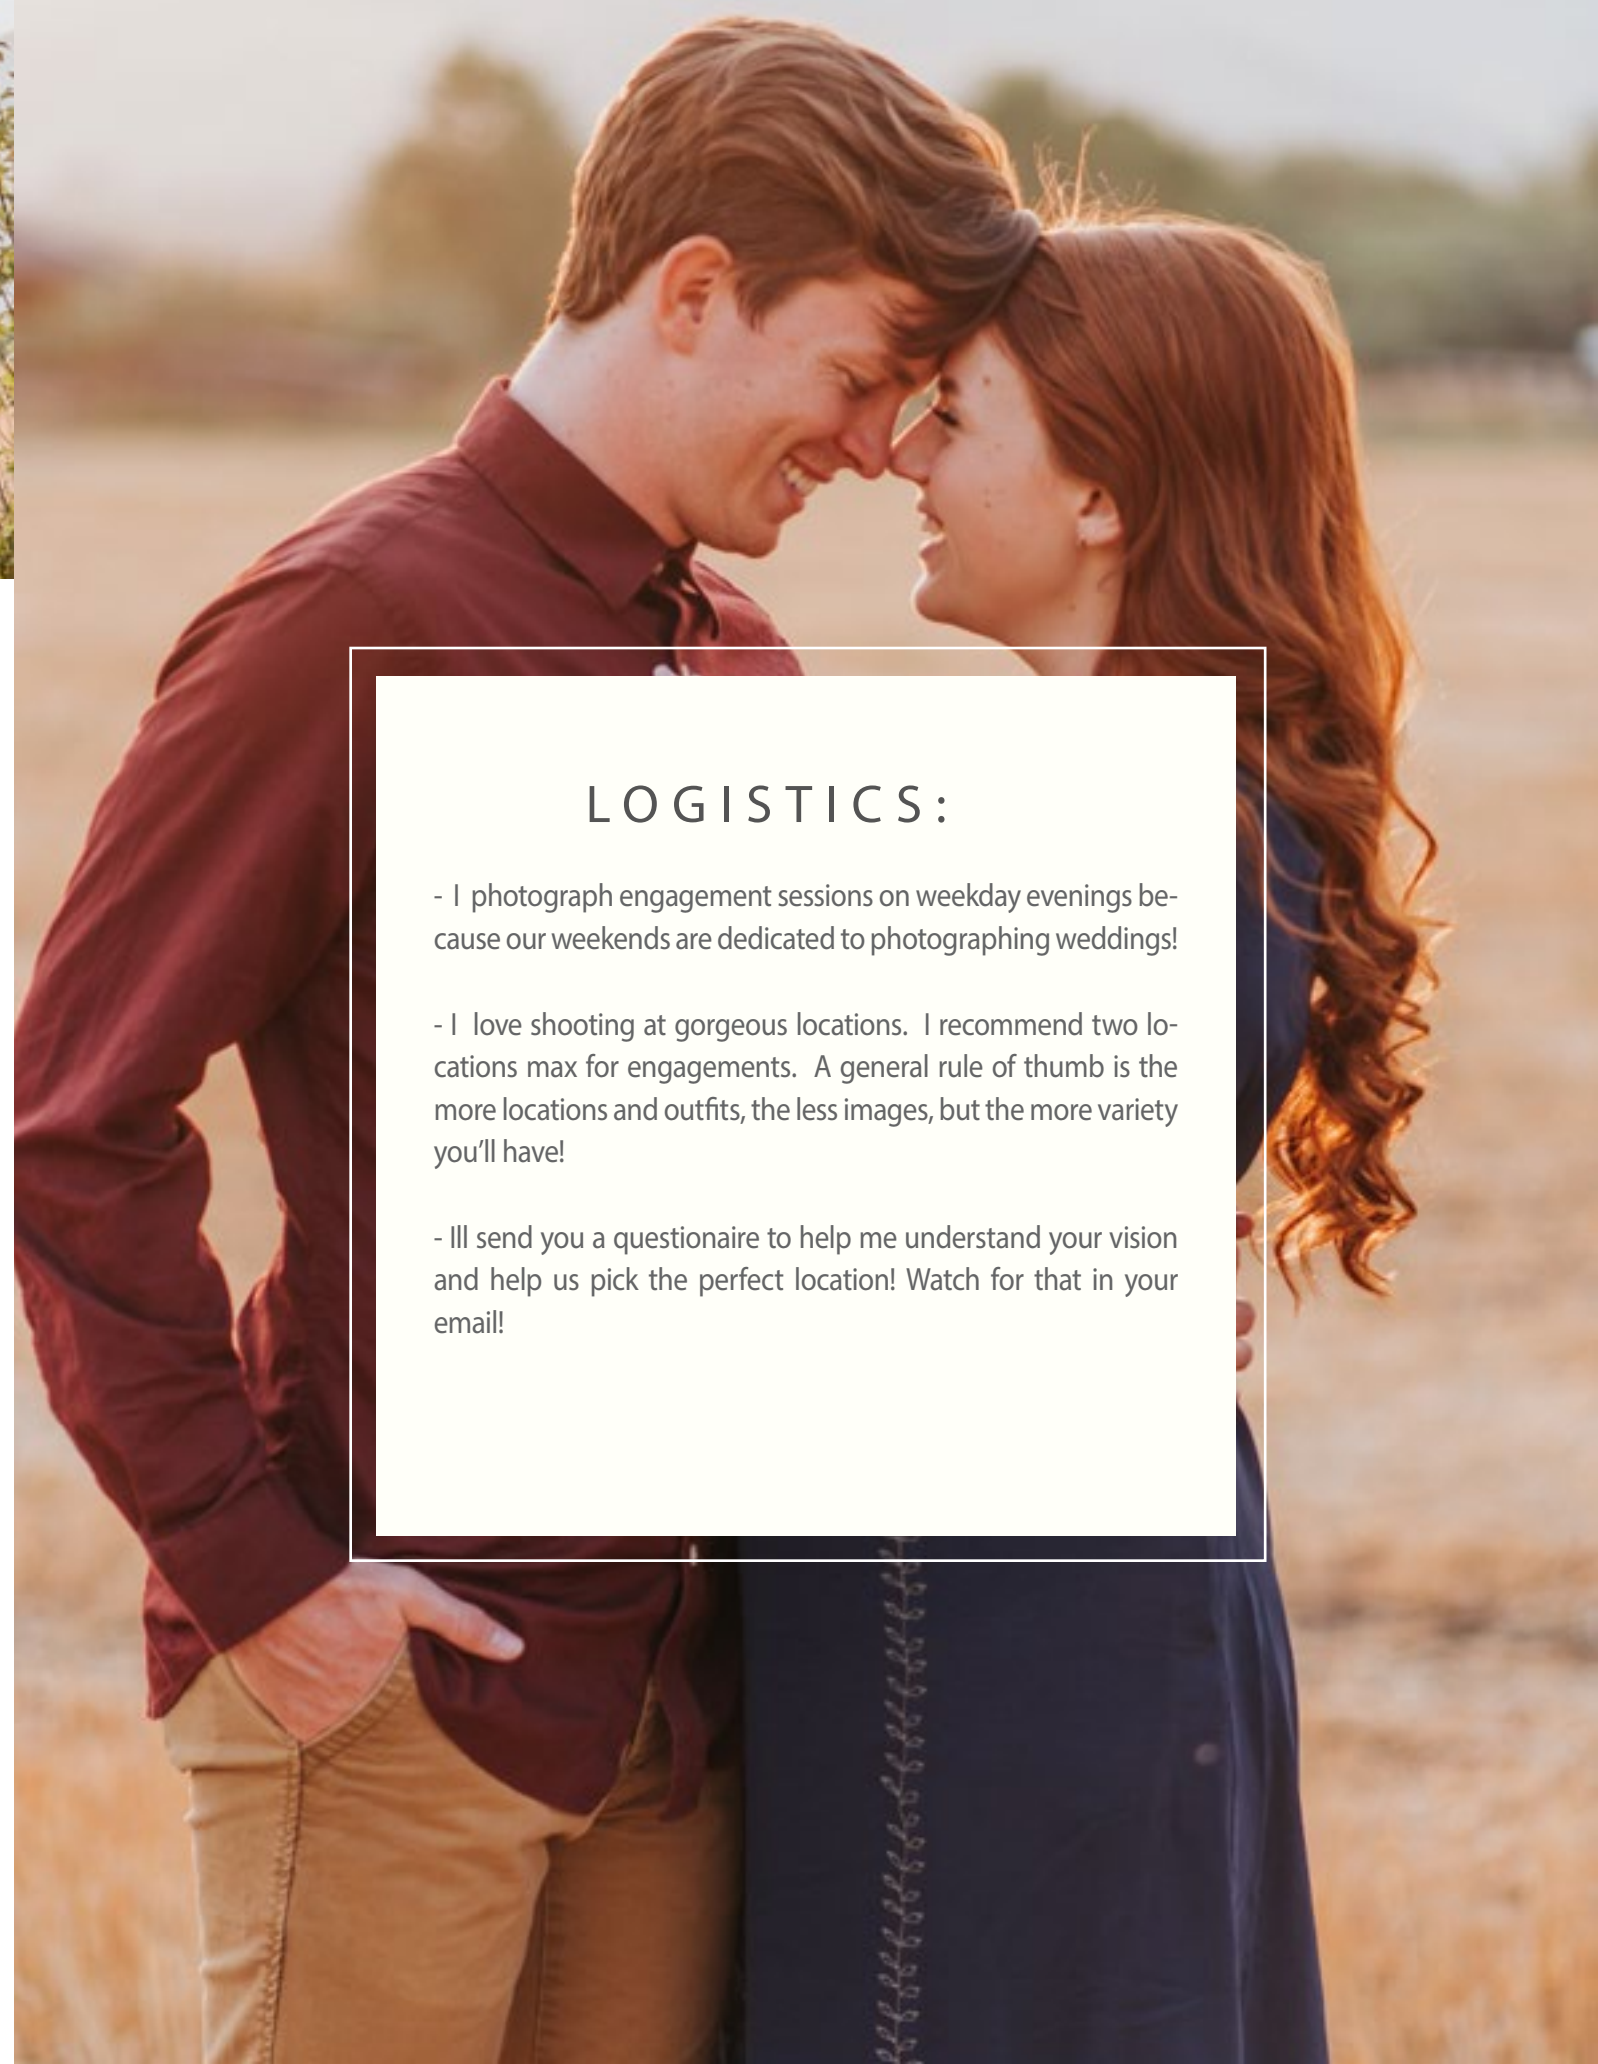 LOGISTICS:
- I photograph engagement sessions on weekday evenings be-
cause our weekends are dedicated to photographing weddings!
- I love shooting at gorgeous locations. I recommend two lo-
cations max for engagements. A general rule of thumb is the
more locations and outfits, the less images, but the more variety
you’ll have!
- Ill send you a questionaire to help me understand your vision
and help us pick the perfect location! Watch for that in your
email!